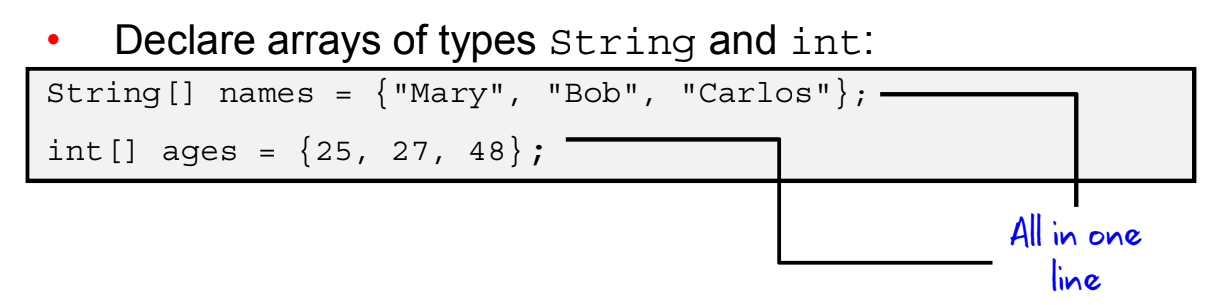 • Declare arrays of types String and int:
String[] names = {"Mary", "Bob", "Carlos"};
int[] ages = {25, 27, 48};
All in one
line